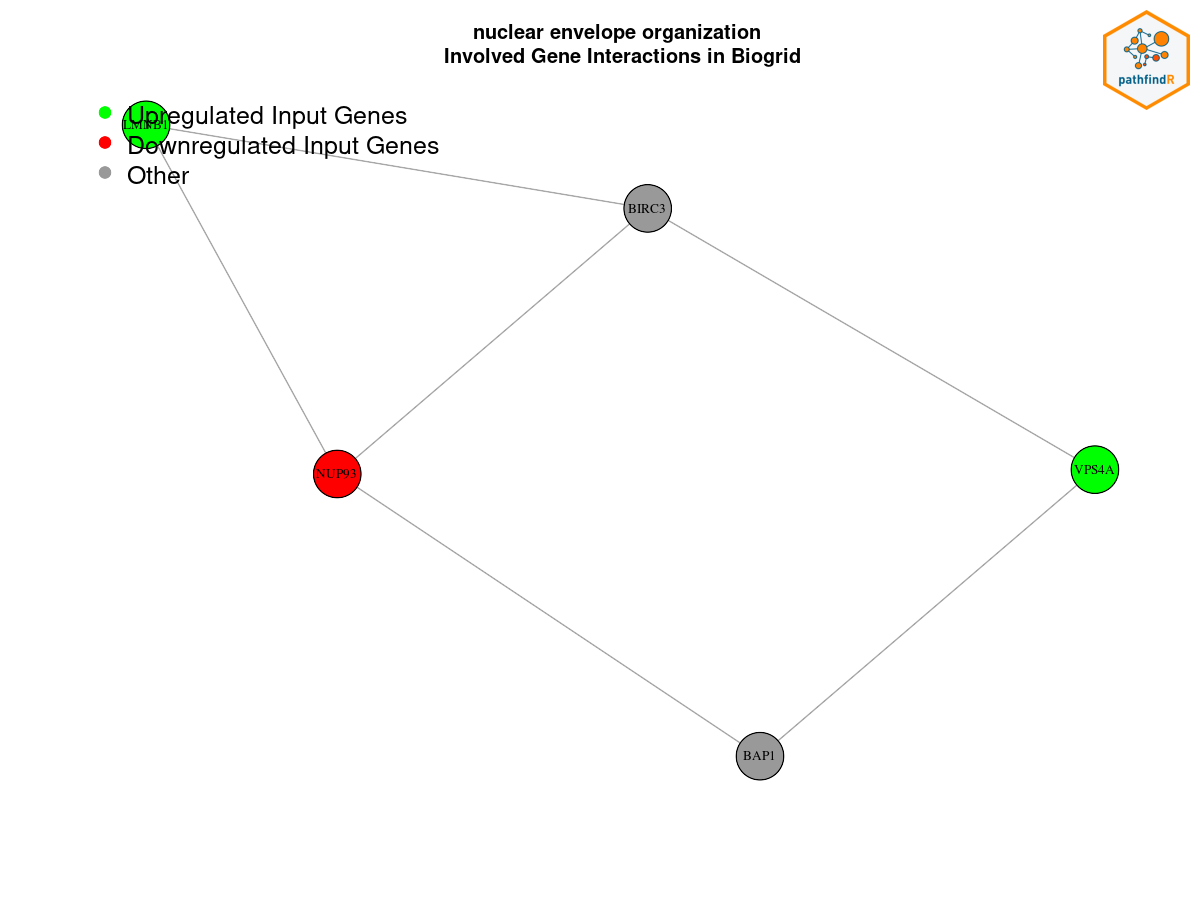 nuclear envelope organization
Involved Gene Interactions in Biogrid
pathfindR
Upregulated Input Genes
LMNB1
Downregulated Input Genes
Other
BIRC3
NUP93
VPS4A
BAP1